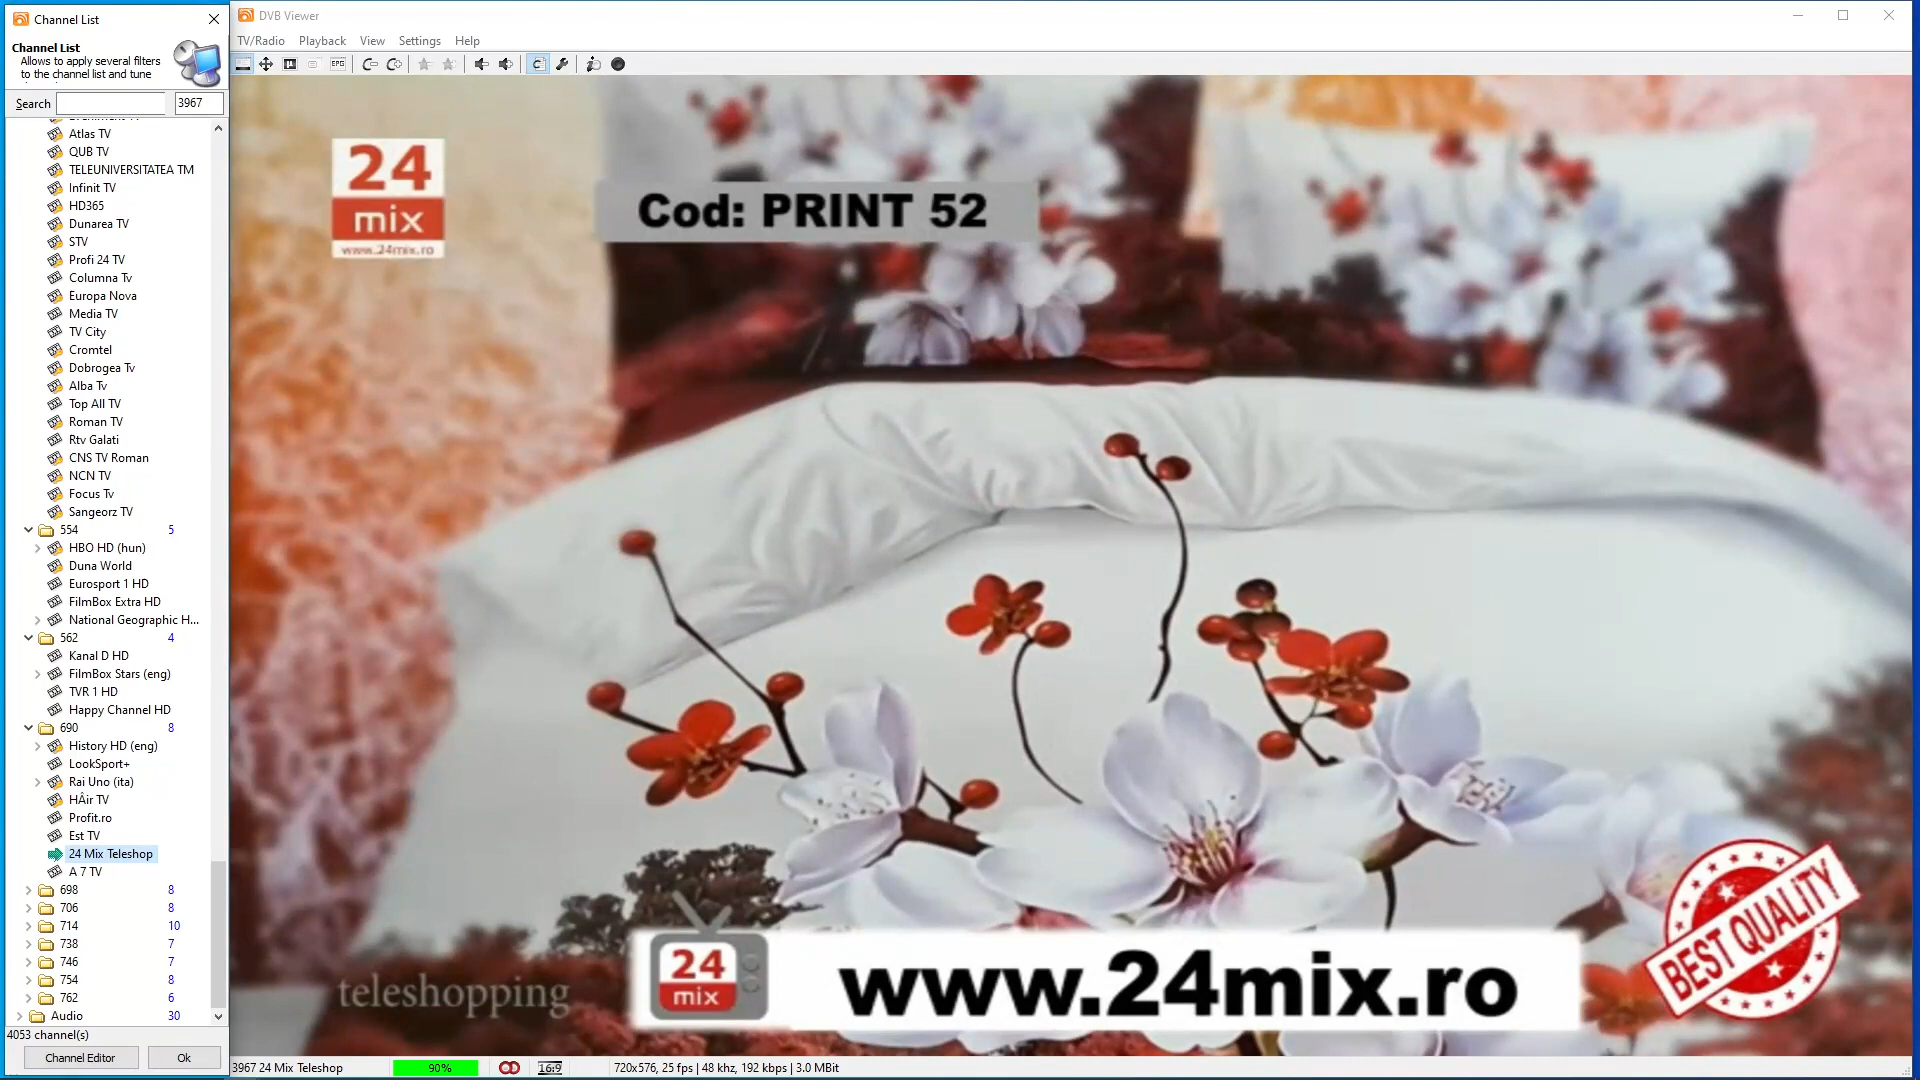 Channel List
Channel List
Allows to apply several filters
to the channel list and tune
Search
3967
Atlas TV
QUB TV
TELEUNIVERSITATEA TM
Infinit TV
HD365
Dunarea TV
STV
Profi 24 TV
Columna Tv
Europa Nova
Media TV
TV City
Cromtel
Dobrogea Tv
Alba Tv
Top All TV
Roman TV
Rtv Galati
CNS TV Roman
NCN TV
Focus Tv
Sangeorz TV
554 5
HBO HD (hun)
Duna World
Eurosport 1 HD
FilmBox Extra HD
National Geographic H...
562 4
Kanal D HD
FilmBox Stars (eng)
TVR 1 HD
Happy Channel HD
690 8
History HD (eng)
LookSport+
Rai Uno (ita)
HÂir TV
Profit.ro
Est TV
24 Mix Teleshop
A 7 TV
698 8
706 8
714 10
738 7
746 7
754 8
762 6
Audio 30
4053 channel(s)
Channel Editor Ok
DVB Viewer
TV/Radio Playback View Settings Help
EPG
24
mix
www.24mix.ro
Cod: PRINT 52
teleshopping
24
mix
www.24mix.ro
BEST QUALITY
3967 24 Mix Teleshop 90% 16:9 720x576, 25 fps | 48 khz, 192 kbps | 3.0 MBit